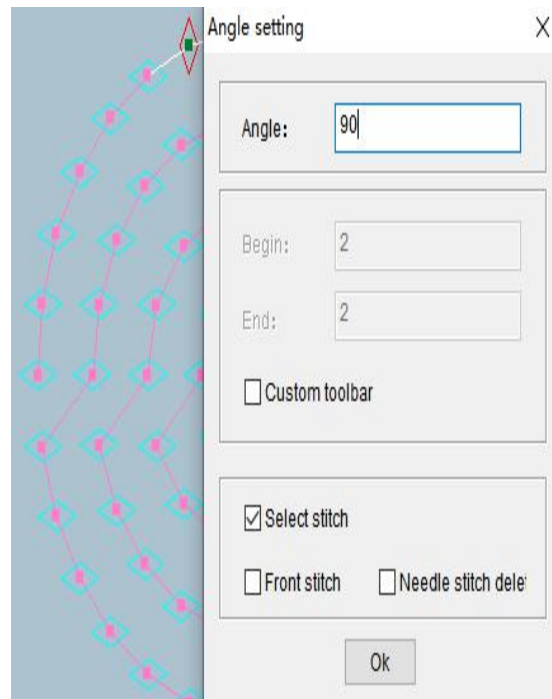 Angle setting X
Angle: 90
Begin: 2
End: 2
Custom toolbar
Select stitch
Front stitch Needle stitch delet
Ok